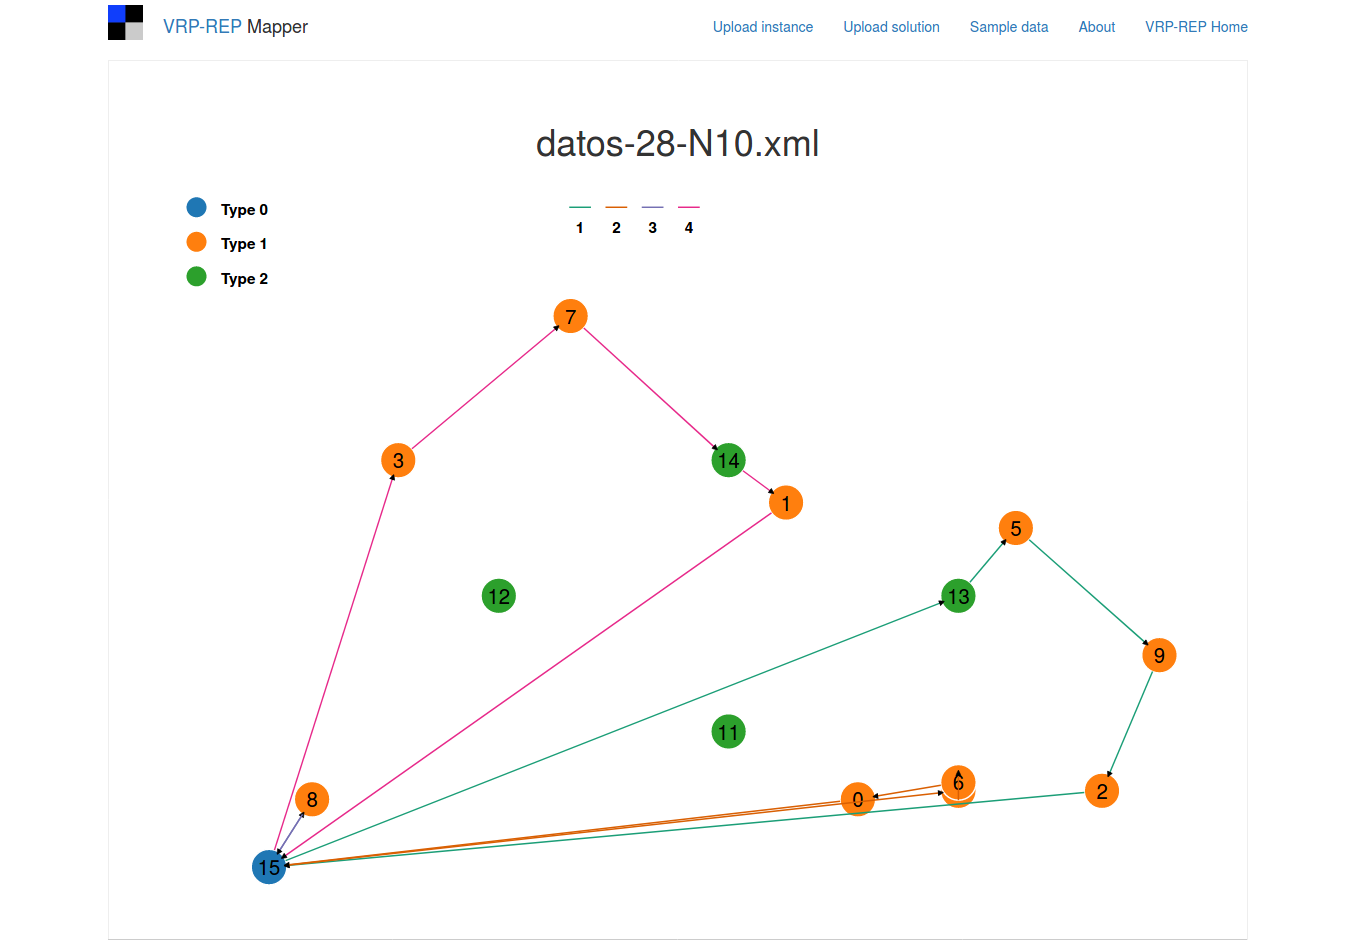 VRP-REP Mapper
Upload instance Upload solution Sample data About VRP-REP Home
datos-28-N10.xml
Type 0
Type 1
Type 2
1 2 3 4
7
3
14
1
5
12
13
9
11
6
2
8
0
15